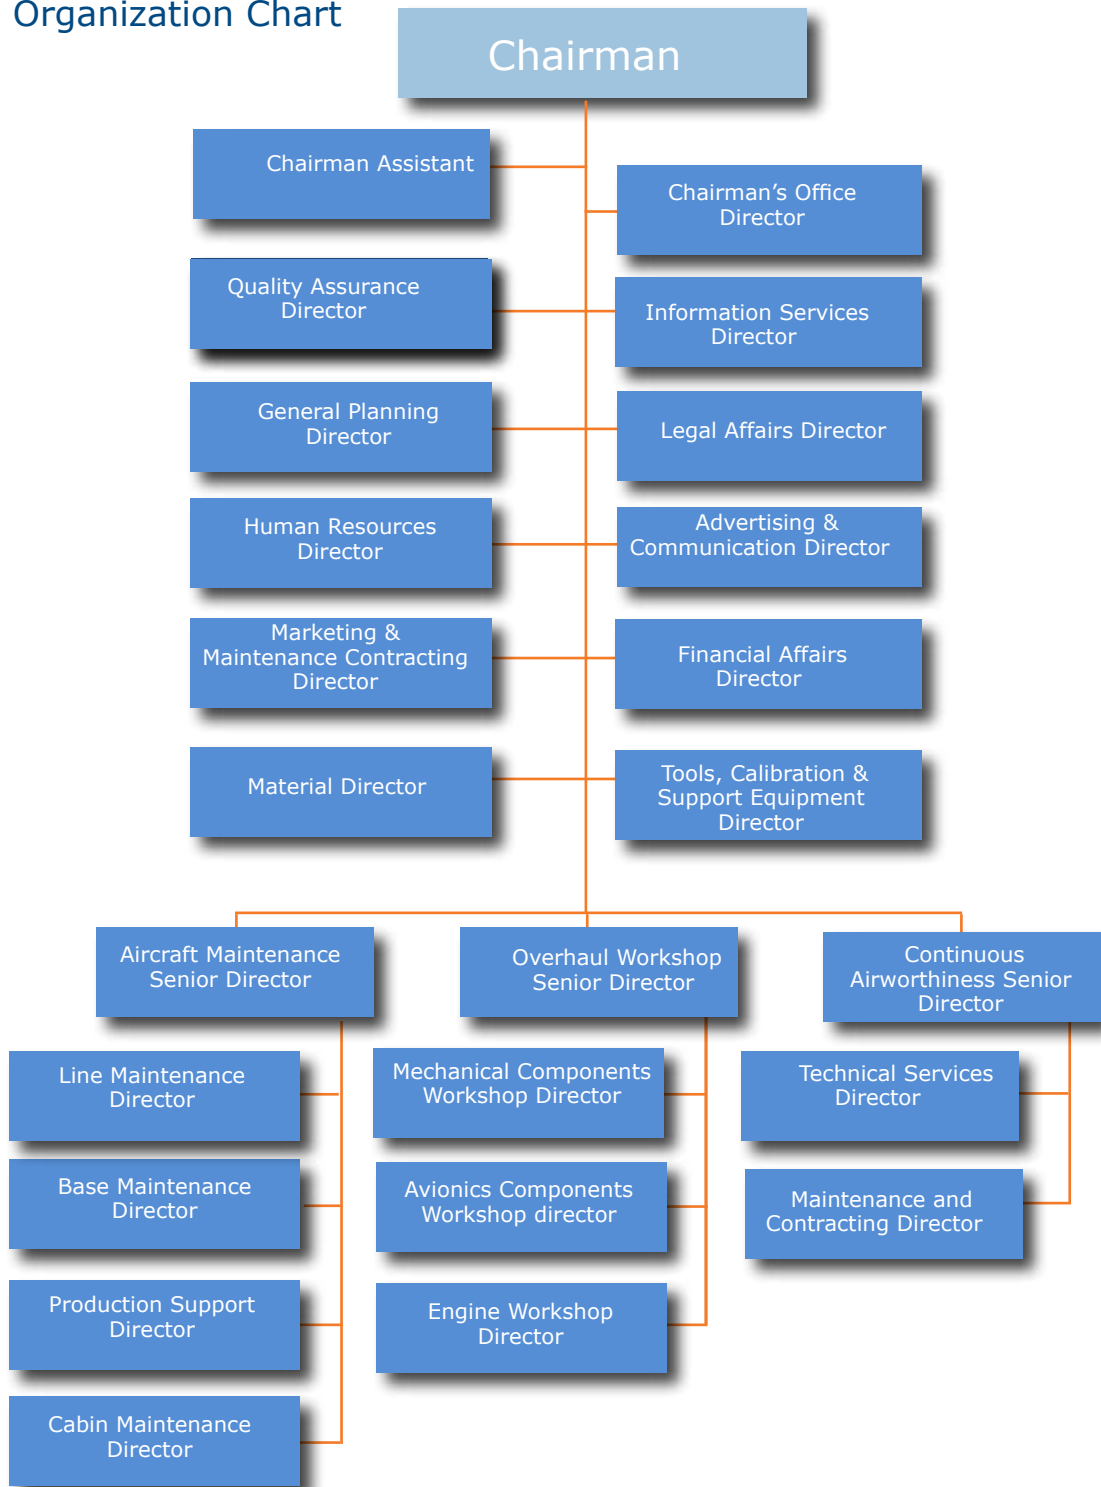 Organization Chart
Chairman
Chairman Assistant
Chairman’s Office
Director
Quality Assurance
Director
Information Services
Director
General Planning
Director
Legal Affairs Director
Human Resources
Director
Advertising &
Communication Director
Marketing &
Maintenance Contracting
Director
Financial Affairs
Director
Material Director
Tools, Calibration &
Support Equipment
Director
Aircraft Maintenance
Senior Director
Overhaul Workshop
Senior Director
Continuous
Airworthiness Senior
Director
Line Maintenance
Director
Mechanical Components
Workshop Director
Technical Services
Director
Base Maintenance
Director
Avionics Components
Workshop director
Maintenance and
Contracting Director
Production Support
Director
Engine Workshop
Director
Cabin Maintenance
Director